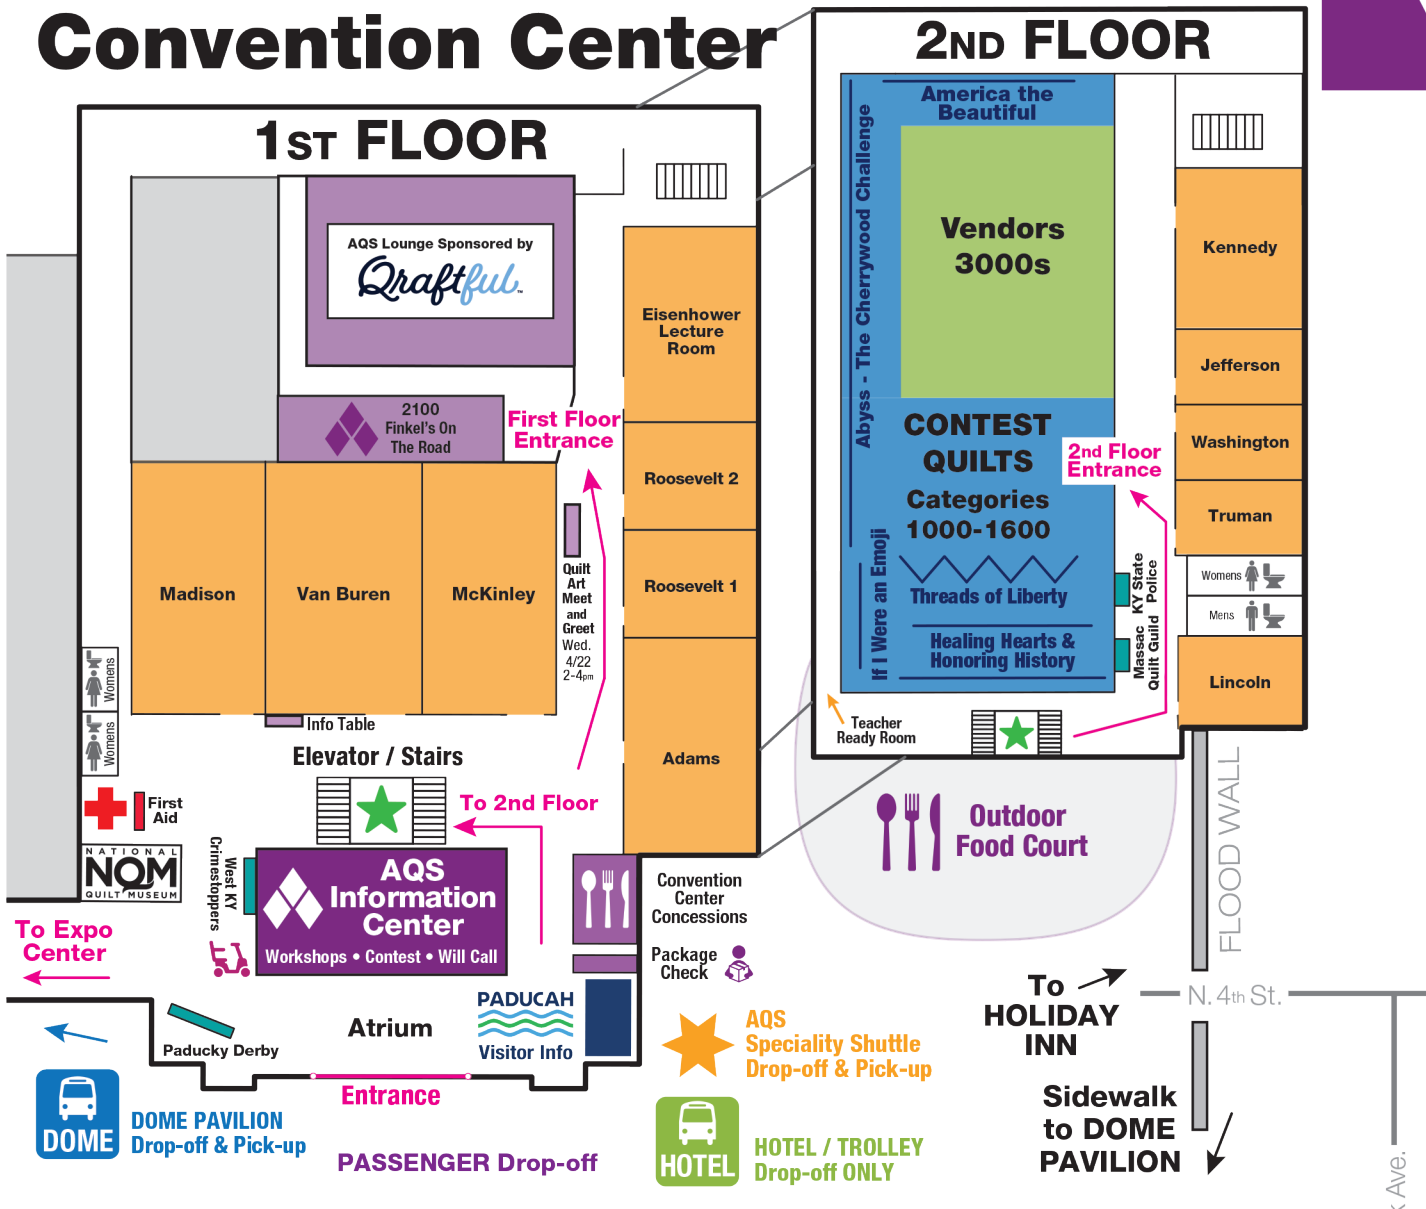 Convention Center
1ST FLOOR
AQS Lounge Sponsored by
Qraftful™
2100
Finkel's On
The Road
First Floor
Entrance
Eisenhower
Lecture
Room
Roosevelt 2
Roosevelt 1
Adams
Madison
Van Buren
McKinley
Quilt
Art
Meet
and
Greet
Wed.
4/22
2-4pm
Womens
Womens
Info Table
Elevator / Stairs
First
Aid
To 2nd Floor
NATIONAL
NQM
QUILT MUSEUM
West KY
Crimestoppers
AQS
Information
Center
Workshops • Contest • Will Call
Convention
Center
Concessions
Package
Check
To Expo
Center
Paducky Derby
Atrium
PADUCAH
Visitor Info
Entrance
DOME
DOME PAVILION
Drop-off & Pick-up
PASSENGER Drop-off
AQS
Speciality Shuttle
Drop-off & Pick-up
HOTEL
HOTEL / TROLLEY
Drop-off ONLY
2ND FLOOR
America the
Beautiful
Abyss - The Cherrywood Challenge
Vendors
3000s
CONTEST
QUILTS
Categories
1000-1600
2nd Floor
Entrance
If I Were an Emoji
Threads of Liberty
Healing Hearts &
Honoring History
KY State
Police
Massac
Quilt Guild
Kennedy
Jefferson
Washington
Truman
Womens
Mens
Lincoln
Teacher
Ready Room
Outdoor
Food Court
FLOOD WALL
N. 4th St.
To
HOLIDAY
INN
Sidewalk
to DOME
PAVILION
Ave.